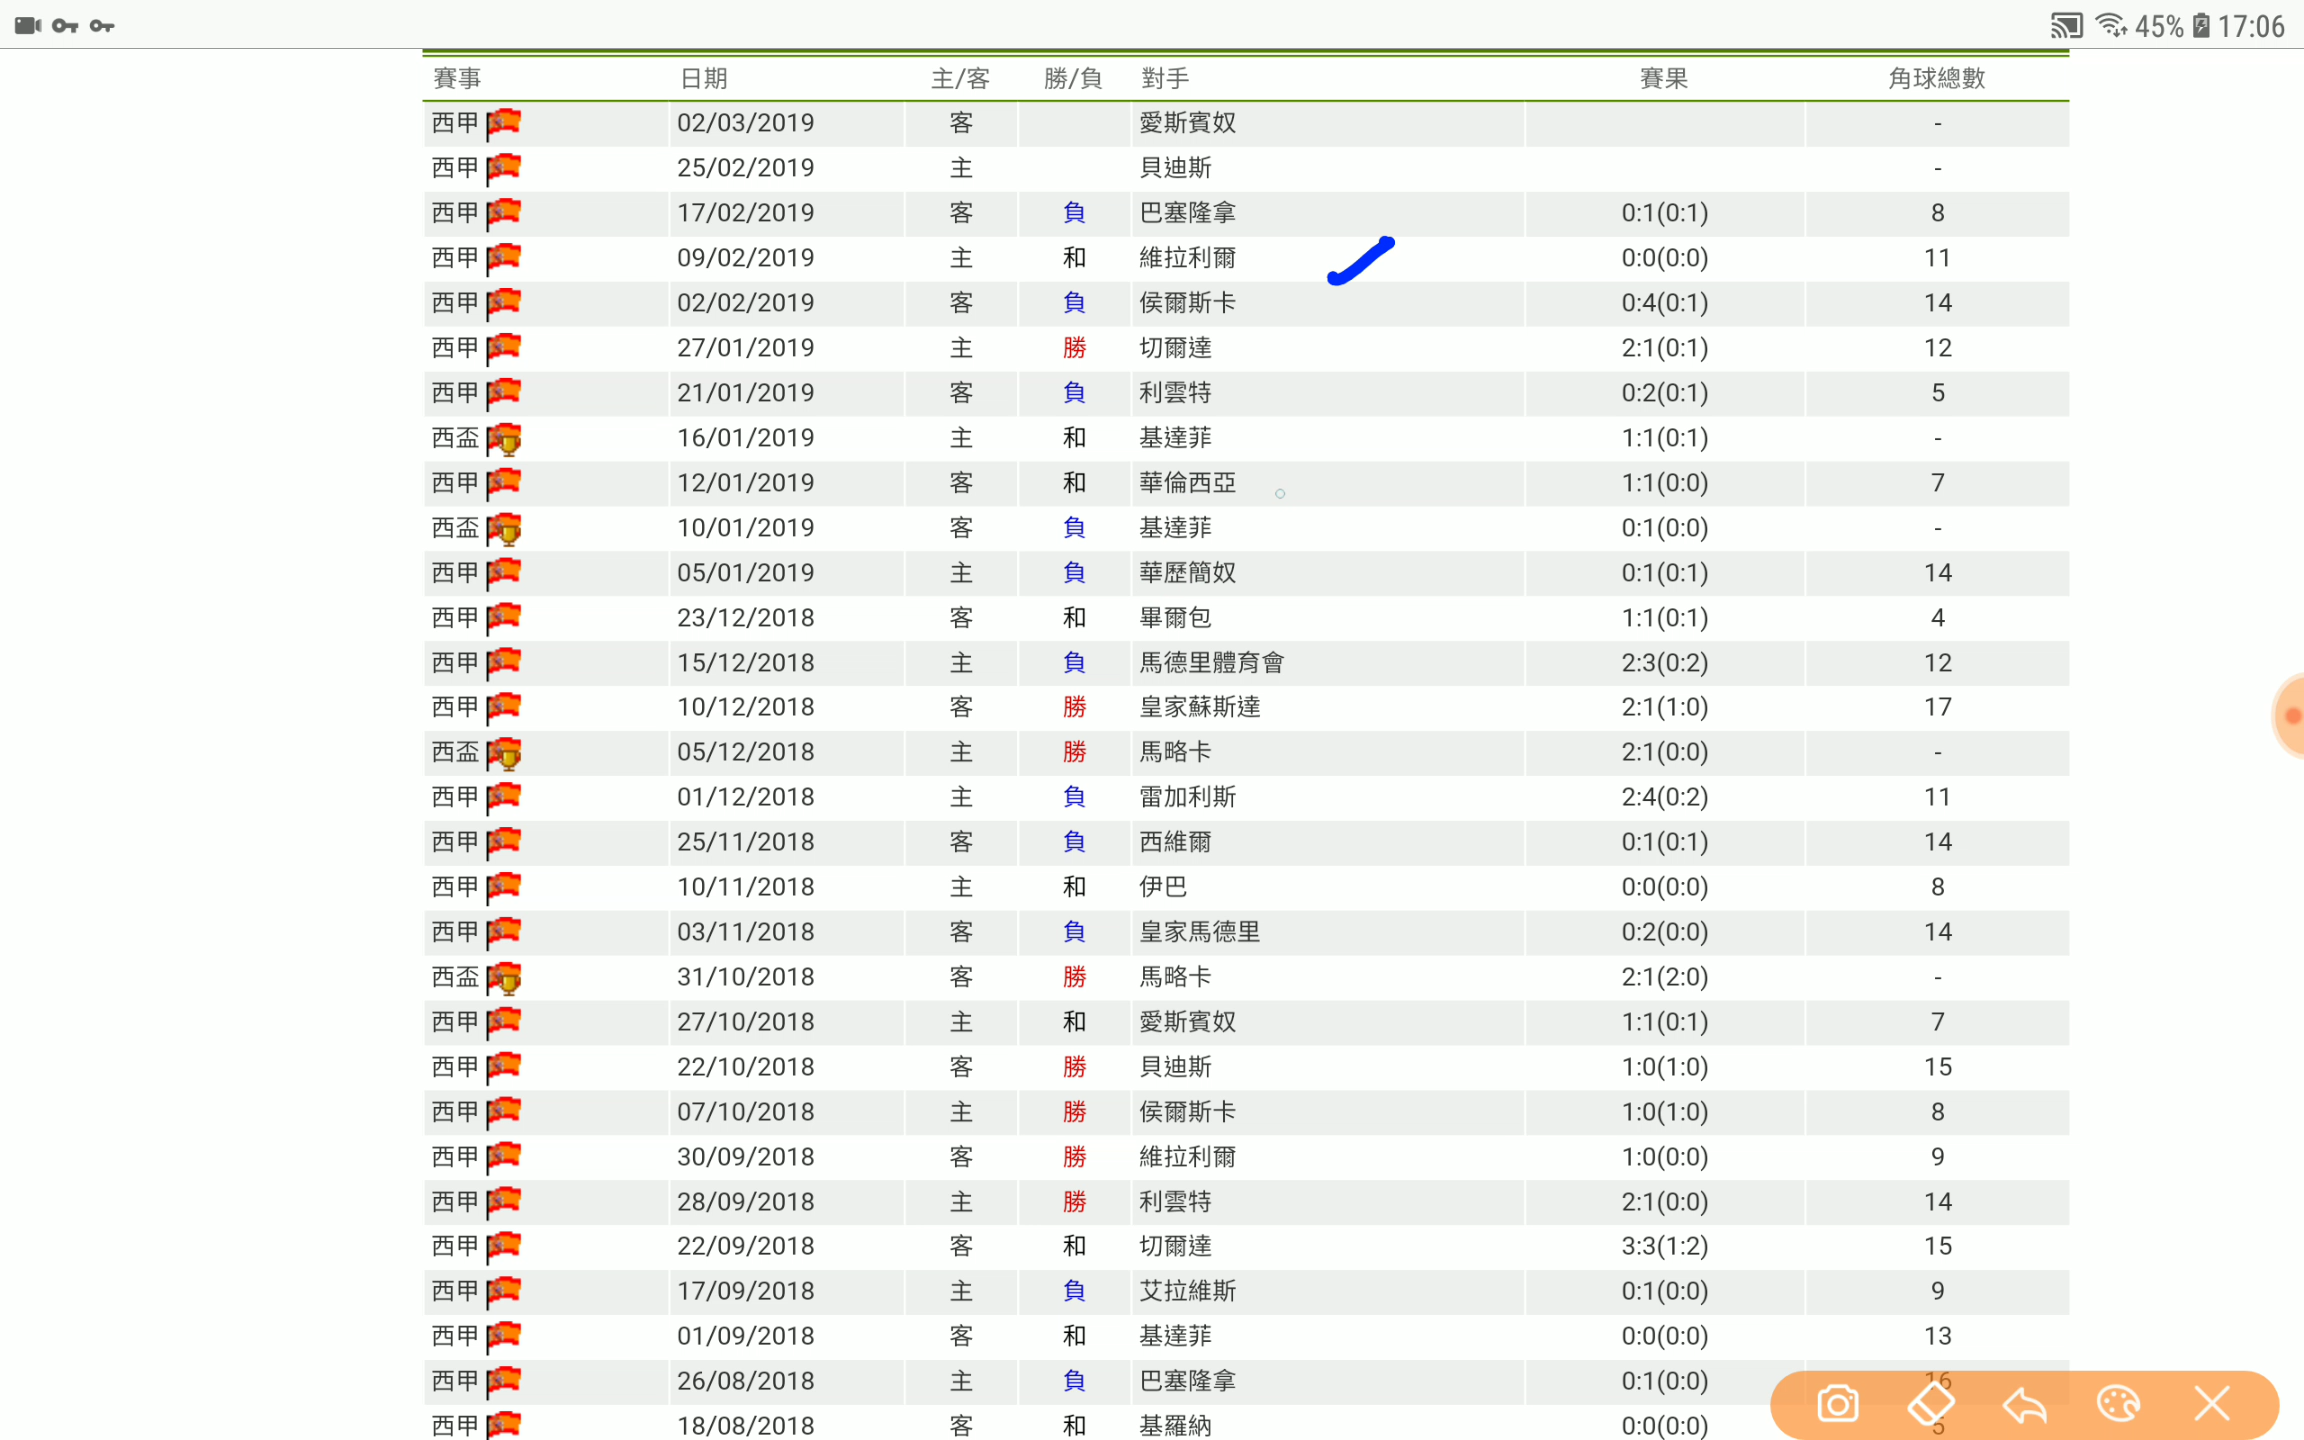 45% 17:06
賽事 日期 主/客 勝/負 對手 賽果 角球總數
西甲 02/03/2019 客 愛斯賓奴 -
西甲 25/02/2019 主 貝迪斯 -
西甲 17/02/2019 客 負 巴塞隆拿 0:1(0:1) 8
西甲 09/02/2019 主 和 維拉利爾 0:0(0:0) 11
西甲 02/02/2019 客 負 侯爾斯卡 0:4(0:1) 14
西甲 27/01/2019 主 勝 切爾達 2:1(0:1) 12
西甲 21/01/2019 客 負 利雲特 0:2(0:1) 5
西盃 16/01/2019 主 和 基達菲 1:1(0:1) -
西甲 12/01/2019 客 和 華倫西亞 1:1(0:0) 7
西盃 10/01/2019 客 負 基達菲 0:1(0:0) -
西甲 05/01/2019 主 負 華歷簡奴 0:1(0:1) 14
西甲 23/12/2018 客 和 畢爾包 1:1(0:1) 4
西甲 15/12/2018 主 負 馬德里體育會 2:3(0:2) 12
西甲 10/12/2018 客 勝 皇家蘇斯達 2:1(1:0) 17
西盃 05/12/2018 主 勝 馬略卡 2:1(0:0) -
西甲 01/12/2018 主 負 雷加利斯 2:4(0:2) 11
西甲 25/11/2018 客 負 西維爾 0:1(0:1) 14
西甲 10/11/2018 主 和 伊巴 0:0(0:0) 8
西甲 03/11/2018 客 負 皇家馬德里 0:2(0:0) 14
西盃 31/10/2018 客 勝 馬略卡 2:1(2:0) -
西甲 27/10/2018 主 和 愛斯賓奴 1:1(0:1) 7
西甲 22/10/2018 客 勝 貝迪斯 1:0(1:0) 15
西甲 07/10/2018 主 勝 侯爾斯卡 1:0(1:0) 8
西甲 30/09/2018 客 勝 維拉利爾 1:0(0:0) 9
西甲 28/09/2018 主 勝 利雲特 2:1(0:0) 14
西甲 22/09/2018 客 和 切爾達 3:3(1:2) 15
西甲 17/09/2018 主 負 艾拉維斯 0:1(0:0) 9
西甲 01/09/2018 客 和 基達菲 0:0(0:0) 13
西甲 26/08/2018 主 負 巴塞隆拿 0:1(0:0) 16
西甲 18/08/2018 客 和 基羅納 0:0(0:0) 5